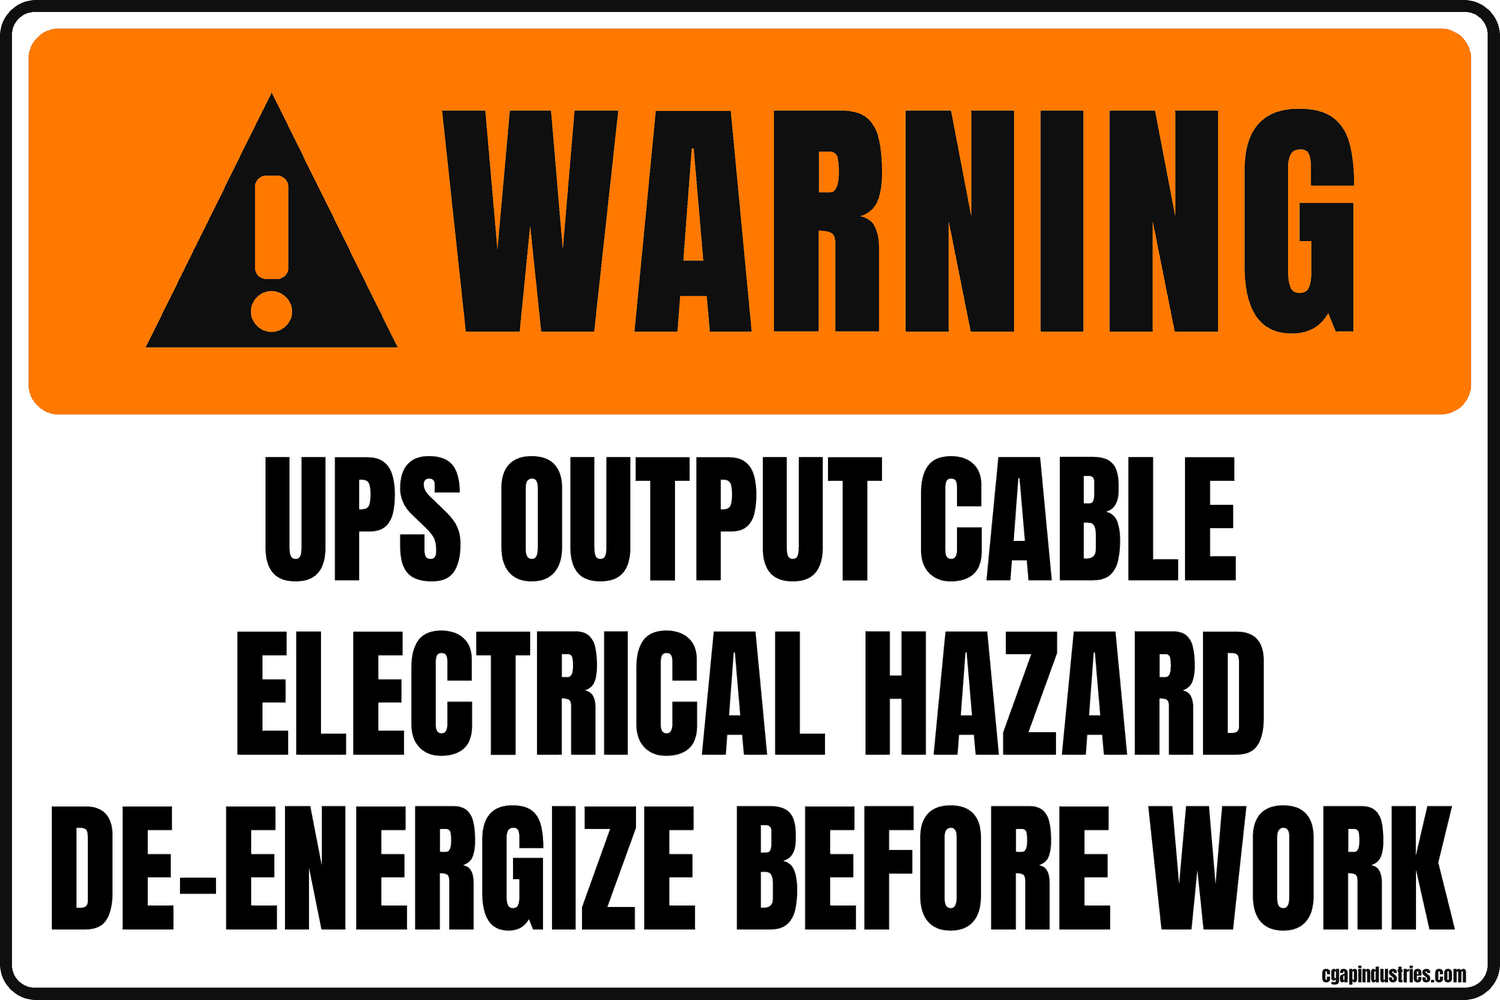 WARNING
UPS OUTPUT CABLE
ELECTRICAL HAZARD
DE-ENERGIZE BEFORE WORK
cgapindustries.com